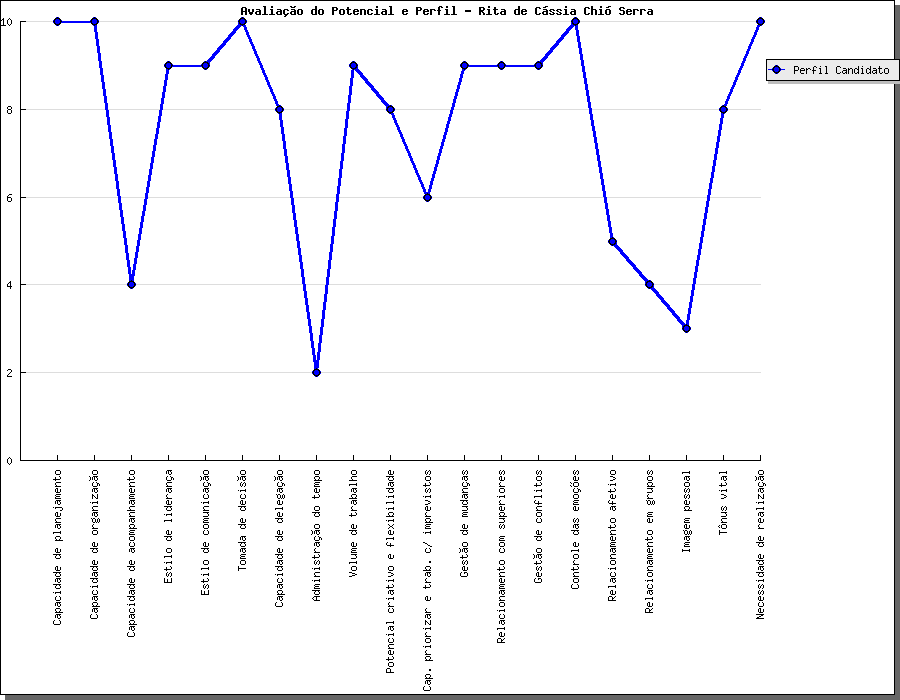 Avaliação do Potencial e Perfil - Rita de Cássia Chió Serra
10
8
6
4
2
0
Perfil Candidato
Capacidade de planejamento
Capacidade de organização
Capacidade de acompanhamento
Estilo de liderança
Estilo de comunicação
Tomada de decisão
Capacidade de delegação
Administração do tempo
Volume de trabalho
Potencial criativo e flexibilidade
Cap. priorizar e trab. c/ imprevistos
Gestão de mudanças
Relacionamento com superiores
Gestão de conflitos
Controle das emoções
Relacionamento afetivo
Relacionamento em grupos
Imagem pessoal
Tônus vital
Necessidade de realização